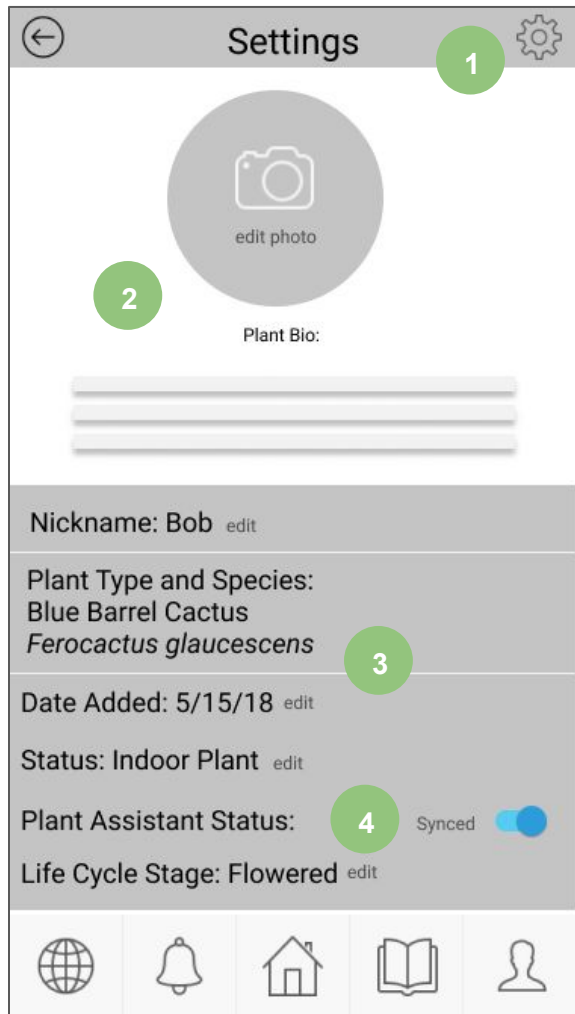 Settings
1
edit photo
2
Plant Bio:
Nickname: Bob edit
Plant Type and Species:
Blue Barrel Cactus
Ferocactus glaucescens
3
Date Added: 5/15/18 edit
Status: Indoor Plant edit
Plant Assistant Status: 4 Synced
Life Cycle Stage: Flowered edit